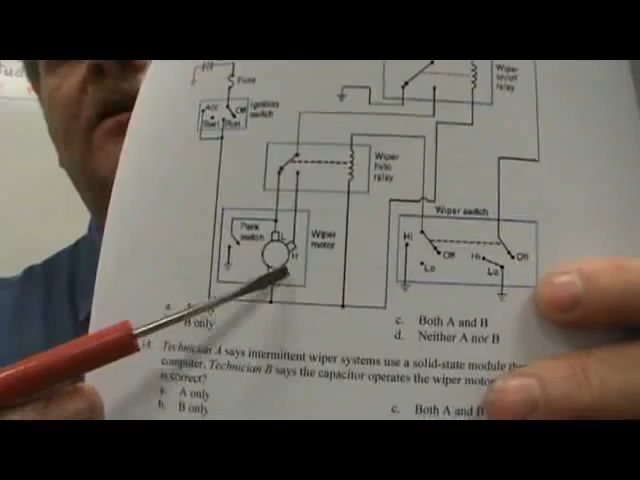 Fuse
Wiper
on/off
relay
Acc
Off
Ignition
switch
Start
Run
Wiper
hi/lo
relay
Wiper switch
Park
switch
L
H
Wiper
motor
Hi
Off
Lo
Hi
Lo
Off
a.
B only
c. Both A and B
d. Neither A nor B
14. Technician A says intermittent wiper systems use a solid-state module
computer, Technician B says the capacitor operates the wiper motor
is correct?
a. A only
b. B only
c. Both A and B